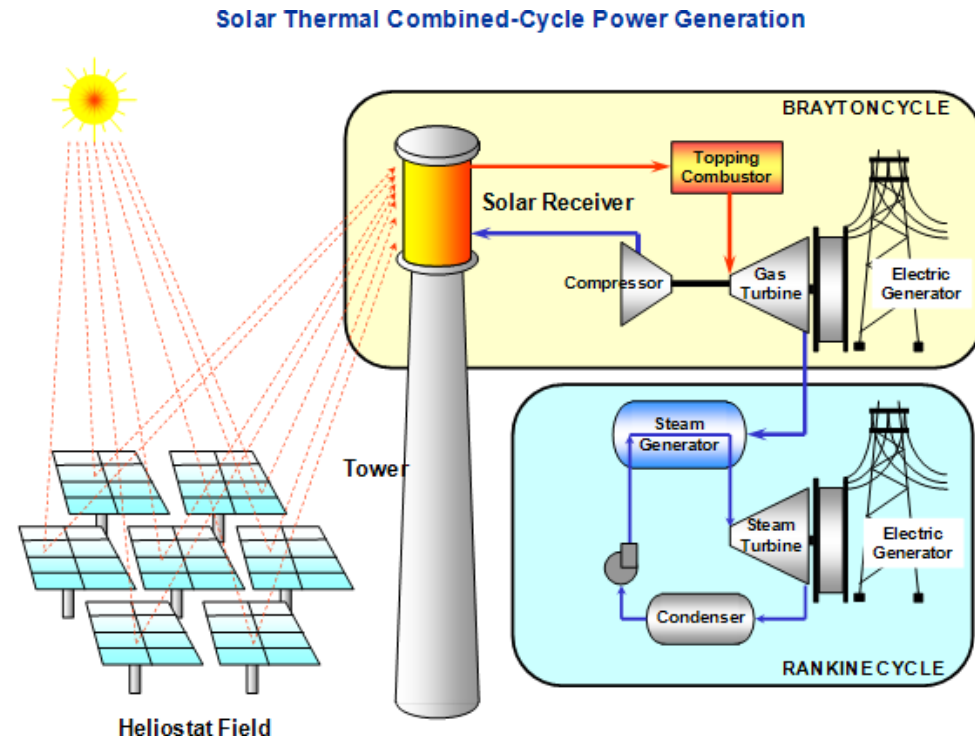 Solar Thermal Combined-Cycle Power Generation
BRAYTONCYCLE
Topping
Combustor
Solar Receiver
Compressor
Gas
Turbine
Electric
Generator
Steam
Generator
Tower
Steam
Turbine
Electric
Generator
Condenser
RANKINECYCLE
Heliostat Field